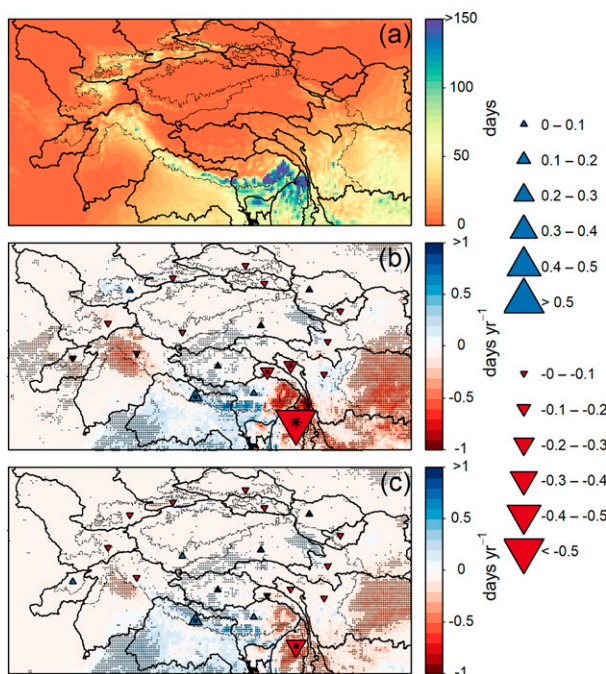 (a)
>150
100
50
0
days
(b)
>1
0.5
0
-0.5
-1
days yr⁻¹
(c)
>1
0.5
0
-0.5
-1
days yr⁻¹
0 – 0.1
0.1 – 0.2
0.2 – 0.3
0.3 – 0.4
0.4 – 0.5
> 0.5
-0 – -0.1
-0.1 – -0.2
-0.2 – -0.3
-0.3 – -0.4
-0.4 – -0.5
< -0.5